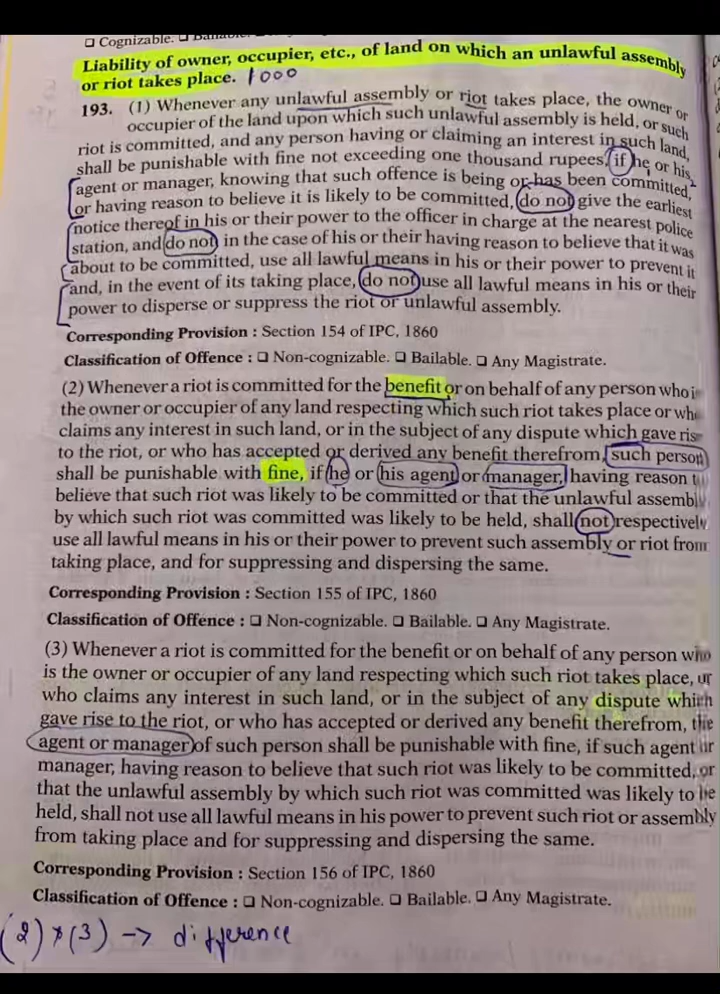 ☐ Cognizable. ☐
Liability of owner, occupier, etc., of land on which an unlawful assembly
or riot takes place. 1000
193. (1) Whenever any unlawful assembly or riot takes place, the owner or
occupier of the land upon which such unlawful assembly is held, or such
riot is committed, and any person having or claiming an interest in such land,
shall be punishable with fine not exceeding one thousand rupees, if he or his
agent or manager, knowing that such offence is being or has been committed,
or having reason to believe it is likely to be committed, do not give the earliest
notice thereof in his or their power to the officer in charge at the nearest police
station, and do not, in the case of his or their having reason to believe that it was
about to be committed, use all lawful means in his or their power to prevent it
and, in the event of its taking place, do not use all lawful means in his or their
power to disperse or suppress the riot or unlawful assembly.
Corresponding Provision : Section 154 of IPC, 1860
Classification of Offence : ☐ Non-cognizable. ☐ Bailable. ☐ Any Magistrate.
(2) Whenever a riot is committed for the benefit or on behalf of any person who i
the owner or occupier of any land respecting which such riot takes place or wh
claims any interest in such land, or in the subject of any dispute which gave ris
to the riot, or who has accepted or derived any benefit therefrom, such person
shall be punishable with fine, if he or his agent or manager, having reason t
believe that such riot was likely to be committed or that the unlawful assembl
by which such riot was committed was likely to be held, shall not respectively
use all lawful means in his or their power to prevent such assembly or riot from
taking place, and for suppressing and dispersing the same.
Corresponding Provision : Section 155 of IPC, 1860
Classification of Offence : ☐ Non-cognizable. ☐ Bailable. ☐ Any Magistrate.
(3) Whenever a riot is committed for the benefit or on behalf of any person who
is the owner or occupier of any land respecting which such riot takes place, or
who claims any interest in such land, or in the subject of any dispute which
gave rise to the riot, or who has accepted or derived any benefit therefrom, the
agent or manager of such person shall be punishable with fine, if such agent or
manager, having reason to believe that such riot was likely to be committed, or
that the unlawful assembly by which such riot was committed was likely to be
held, shall not use all lawful means in his power to prevent such riot or assembly
from taking place and for suppressing and dispersing the same.
Corresponding Provision : Section 156 of IPC, 1860
Classification of Offence : ☐ Non-cognizable. ☐ Bailable. ☐ Any Magistrate.
(2) * (3) → difference